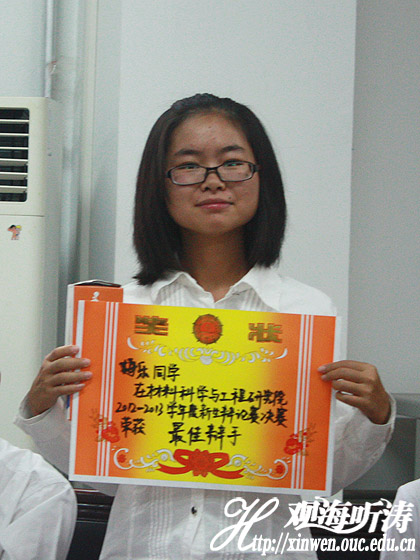 奖状
梅乐同学
在材料科学与工程研究院
2012-2013学年度新生辩论赛决赛
荣获
最佳辩手
观海听涛
http://xinwen.ouc.edu.cn